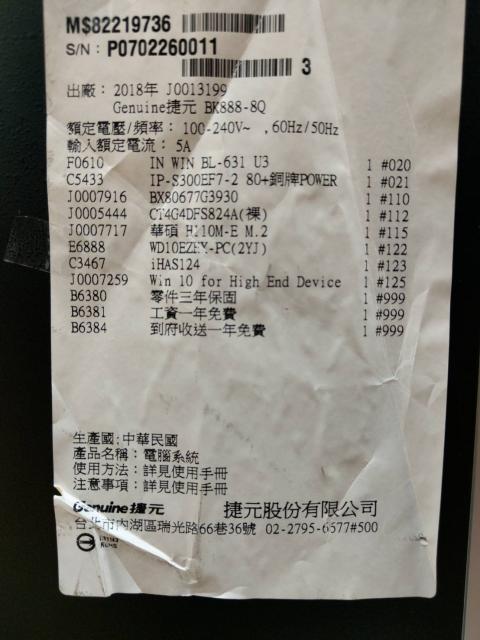 M$82219736
S/N: P0702260011
3
出廠: 2018年 J0013199
Genuine捷元 BK888-8Q
額定電壓/頻率: 100-240V~ ,60Hz/50Hz
輸入額定電流: 5A
F0610 IN WIN BL-631 U3 1 #020
C5433 IP-S300EF7-2 80+銅牌POWER 1 #021
J0007916 BX80677G3930 1 #110
J0005444 CT4G4DFS824A(裸) 1 #112
J0007717 華碩 H110M-E M.2 1 #115
E6888 WD10EZEX-PC(2YJ) 1 #122
C3467 iHAS124 1 #123
J0007259 Win 10 for High End Device 1 #125
B6380 零件三年保固 1 #999
B6381 工資一年免費 1 #999
B6384 到府收送一年免費 1 #999
生產國:中華民國
產品名稱: 電腦系統
使用方法: 詳見使用手冊
注意事項: 詳見使用手冊
Genuine捷元 捷元股份有限公司
台北市內湖區瑞光路66巷36號 02-2795-6577#500
RoHS